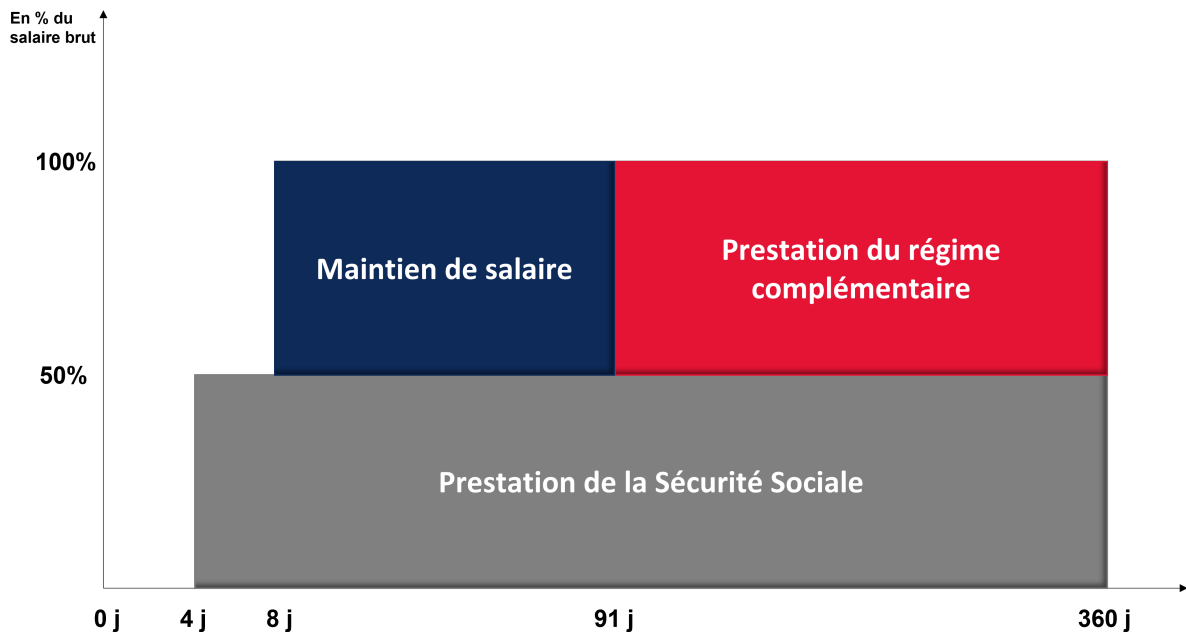 En % du
salaire brut
100%
Maintien de salaire
Prestation du régime
complémentaire
50%
Prestation de la Sécurité Sociale
0 j
4 j
8 j
91 j
360 j